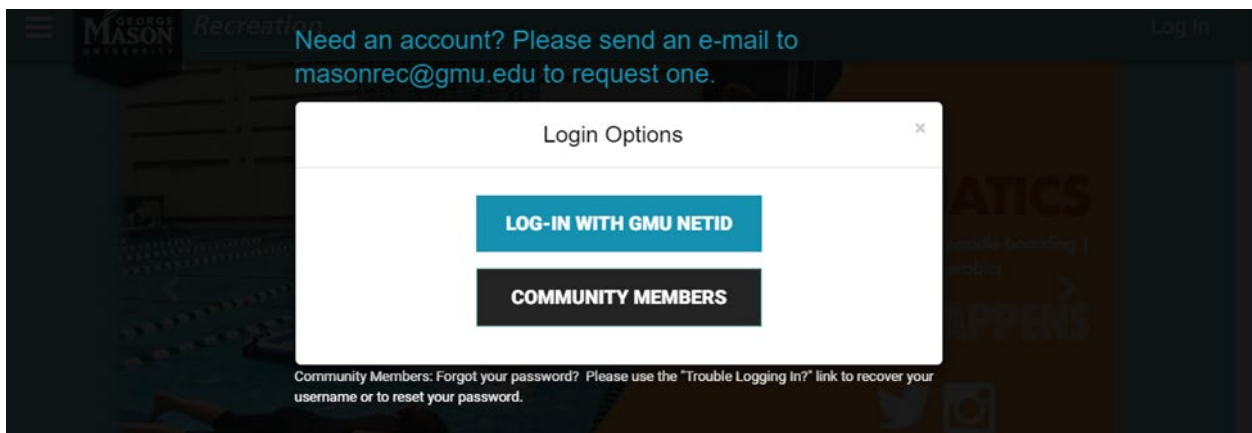 GEORGE
MASON
UNIVERSITY
Recreation
Log In
Need an account? Please send an e-mail to
masonrec@gmu.edu to request one.
Login Options
×
LOG-IN WITH GMU NETID
COMMUNITY MEMBERS
ATICS
paddle boarding |
APPENS
Community Members: Forgot your password? Please use the "Trouble Logging In?" link to recover your
username or to reset your password.